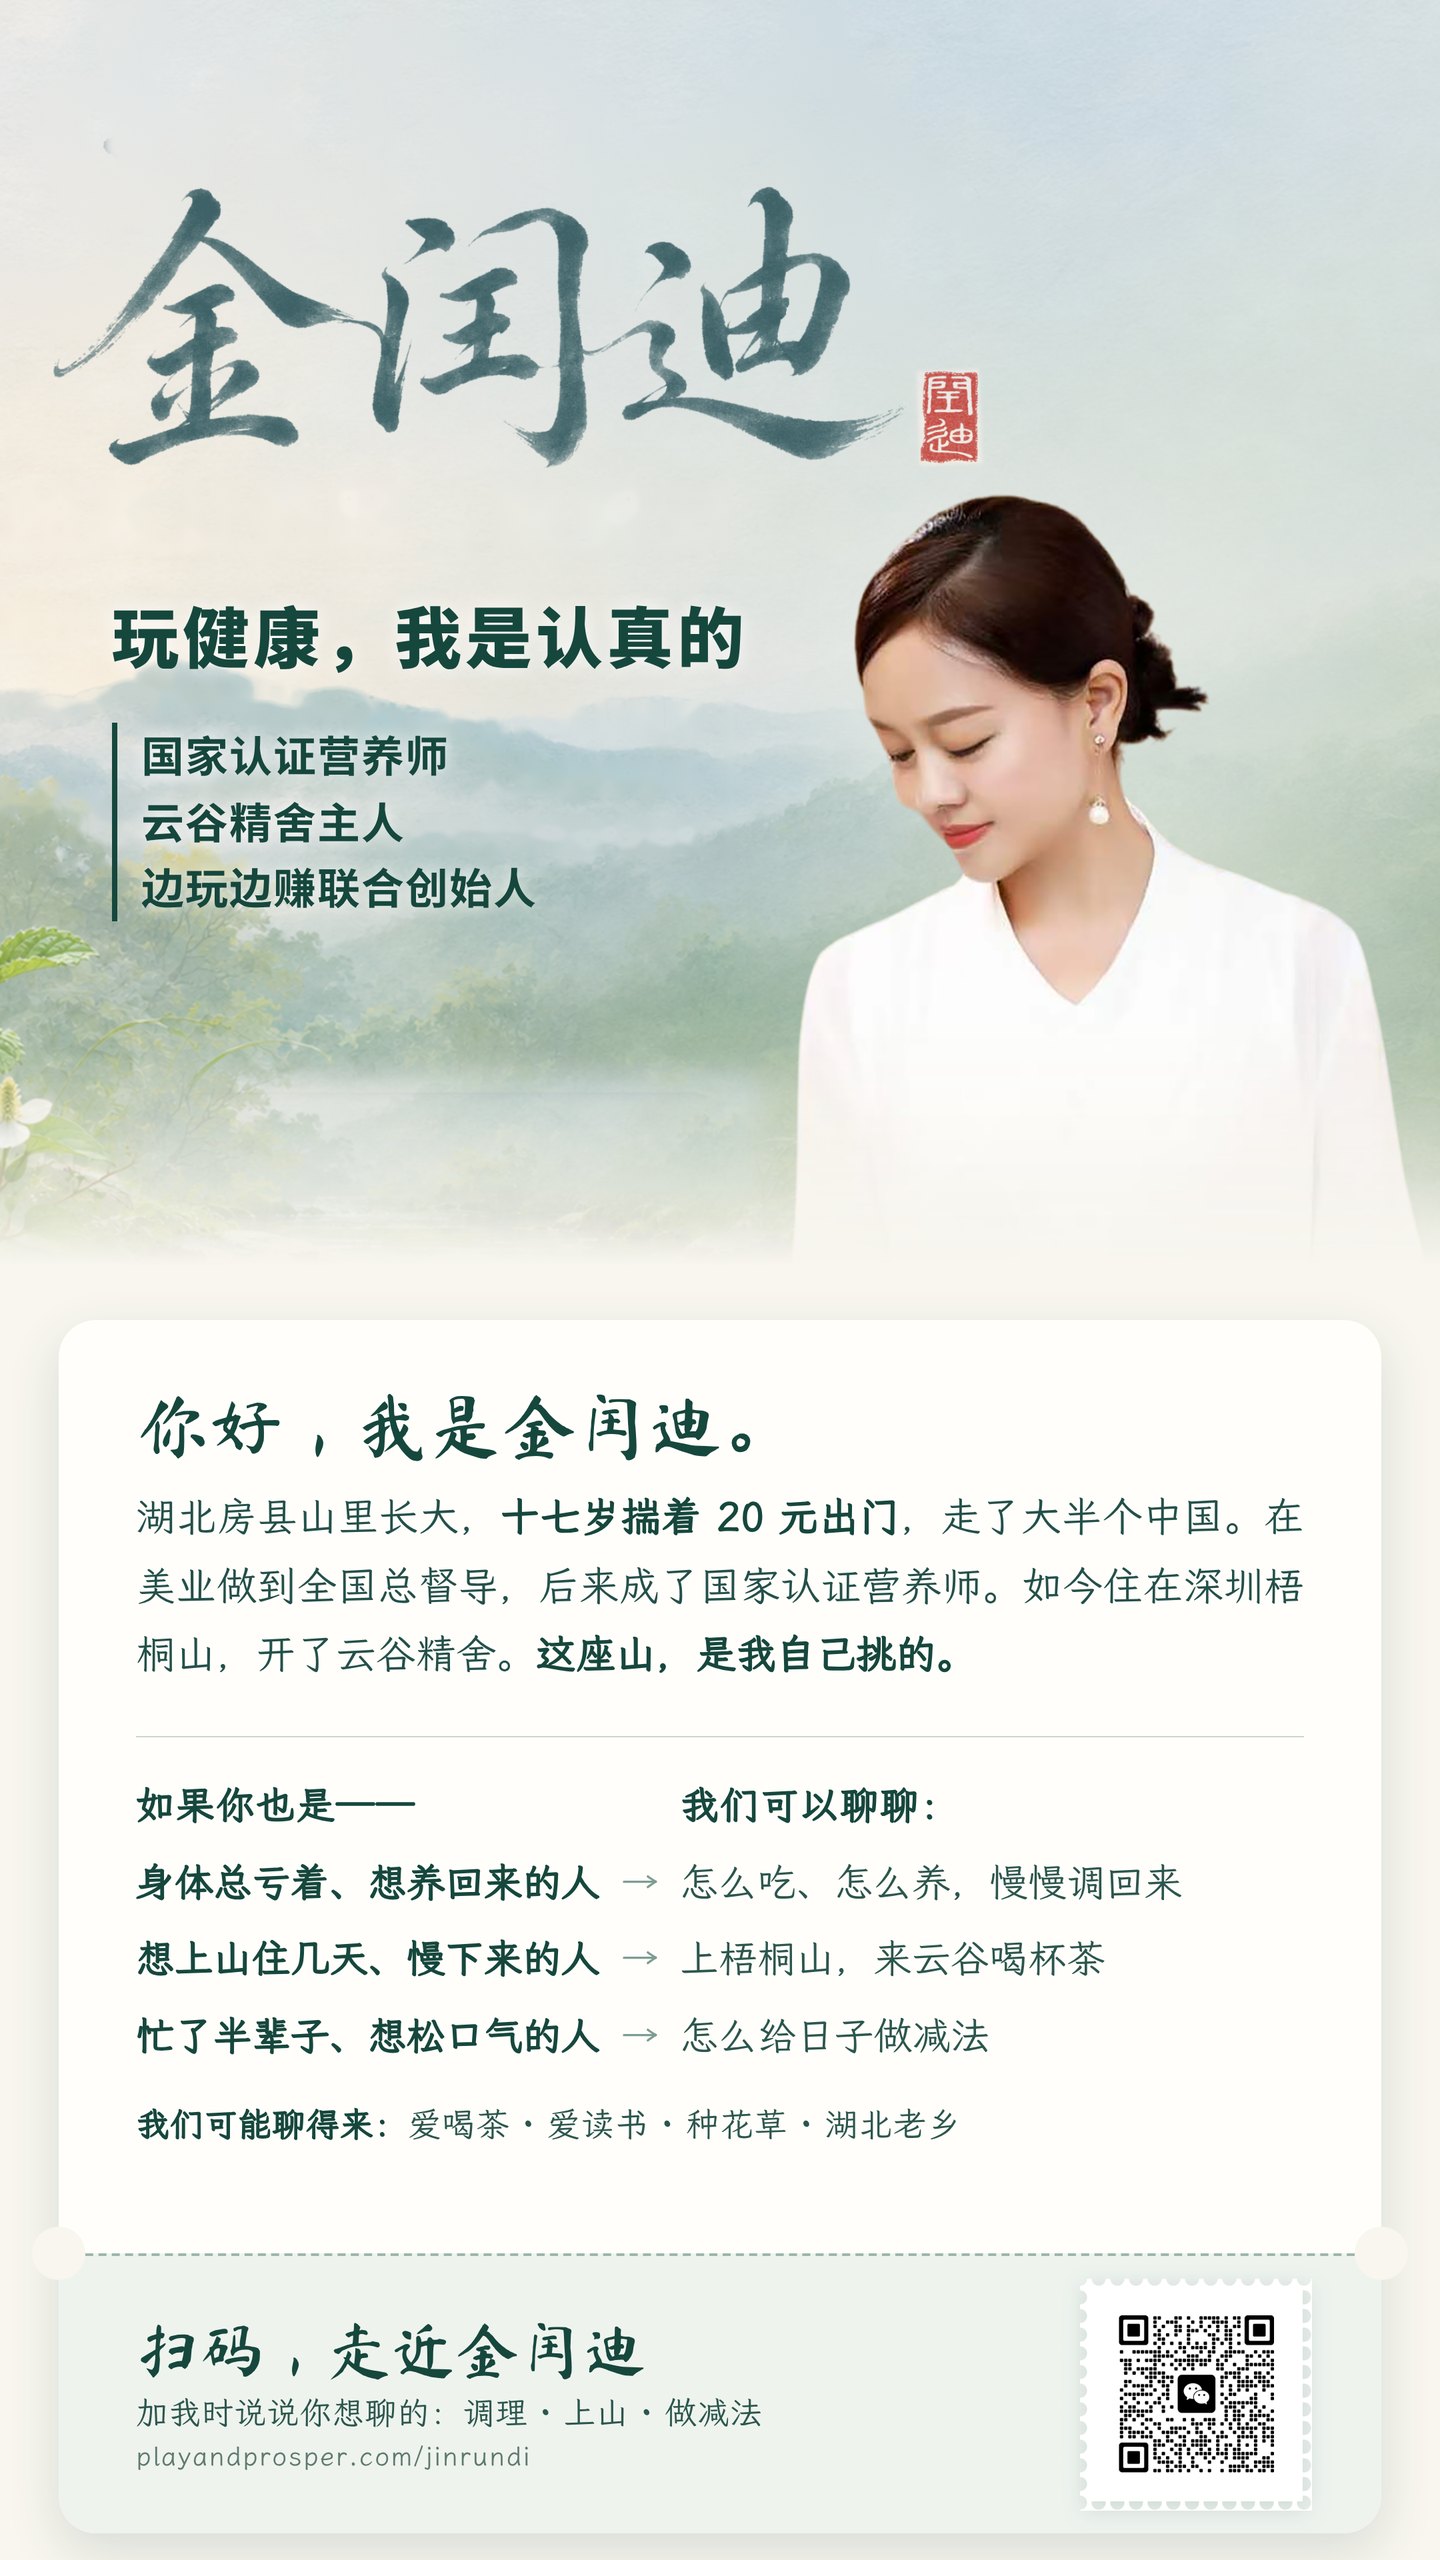 金闰迪
閏迪
玩健康，我是认真的
国家认证营养师
云谷精舍主人
边玩边赚联合创始人
你好，我是金闰迪。
湖北房县山里长大，十七岁揣着 20 元出门，走了大半个中国。在
美业做到全国总督导，后来成了国家认证营养师。如今住在深圳梧
桐山，开了云谷精舍。这座山，是我自己挑的。
如果你也是—— 我们可以聊聊：
身体总亏着、想养回来的人 → 怎么吃、怎么养，慢慢调回来
想上山住几天、慢下来的人 → 上梧桐山，来云谷喝杯茶
忙了半辈子、想松口气的人 → 怎么给日子做减法
我们可能聊得来：爱喝茶·爱读书·种花草·湖北老乡
扫码，走近金闰迪
加我时说说你想聊的：调理·上山·做减法
playandprosper.com/jinrundi